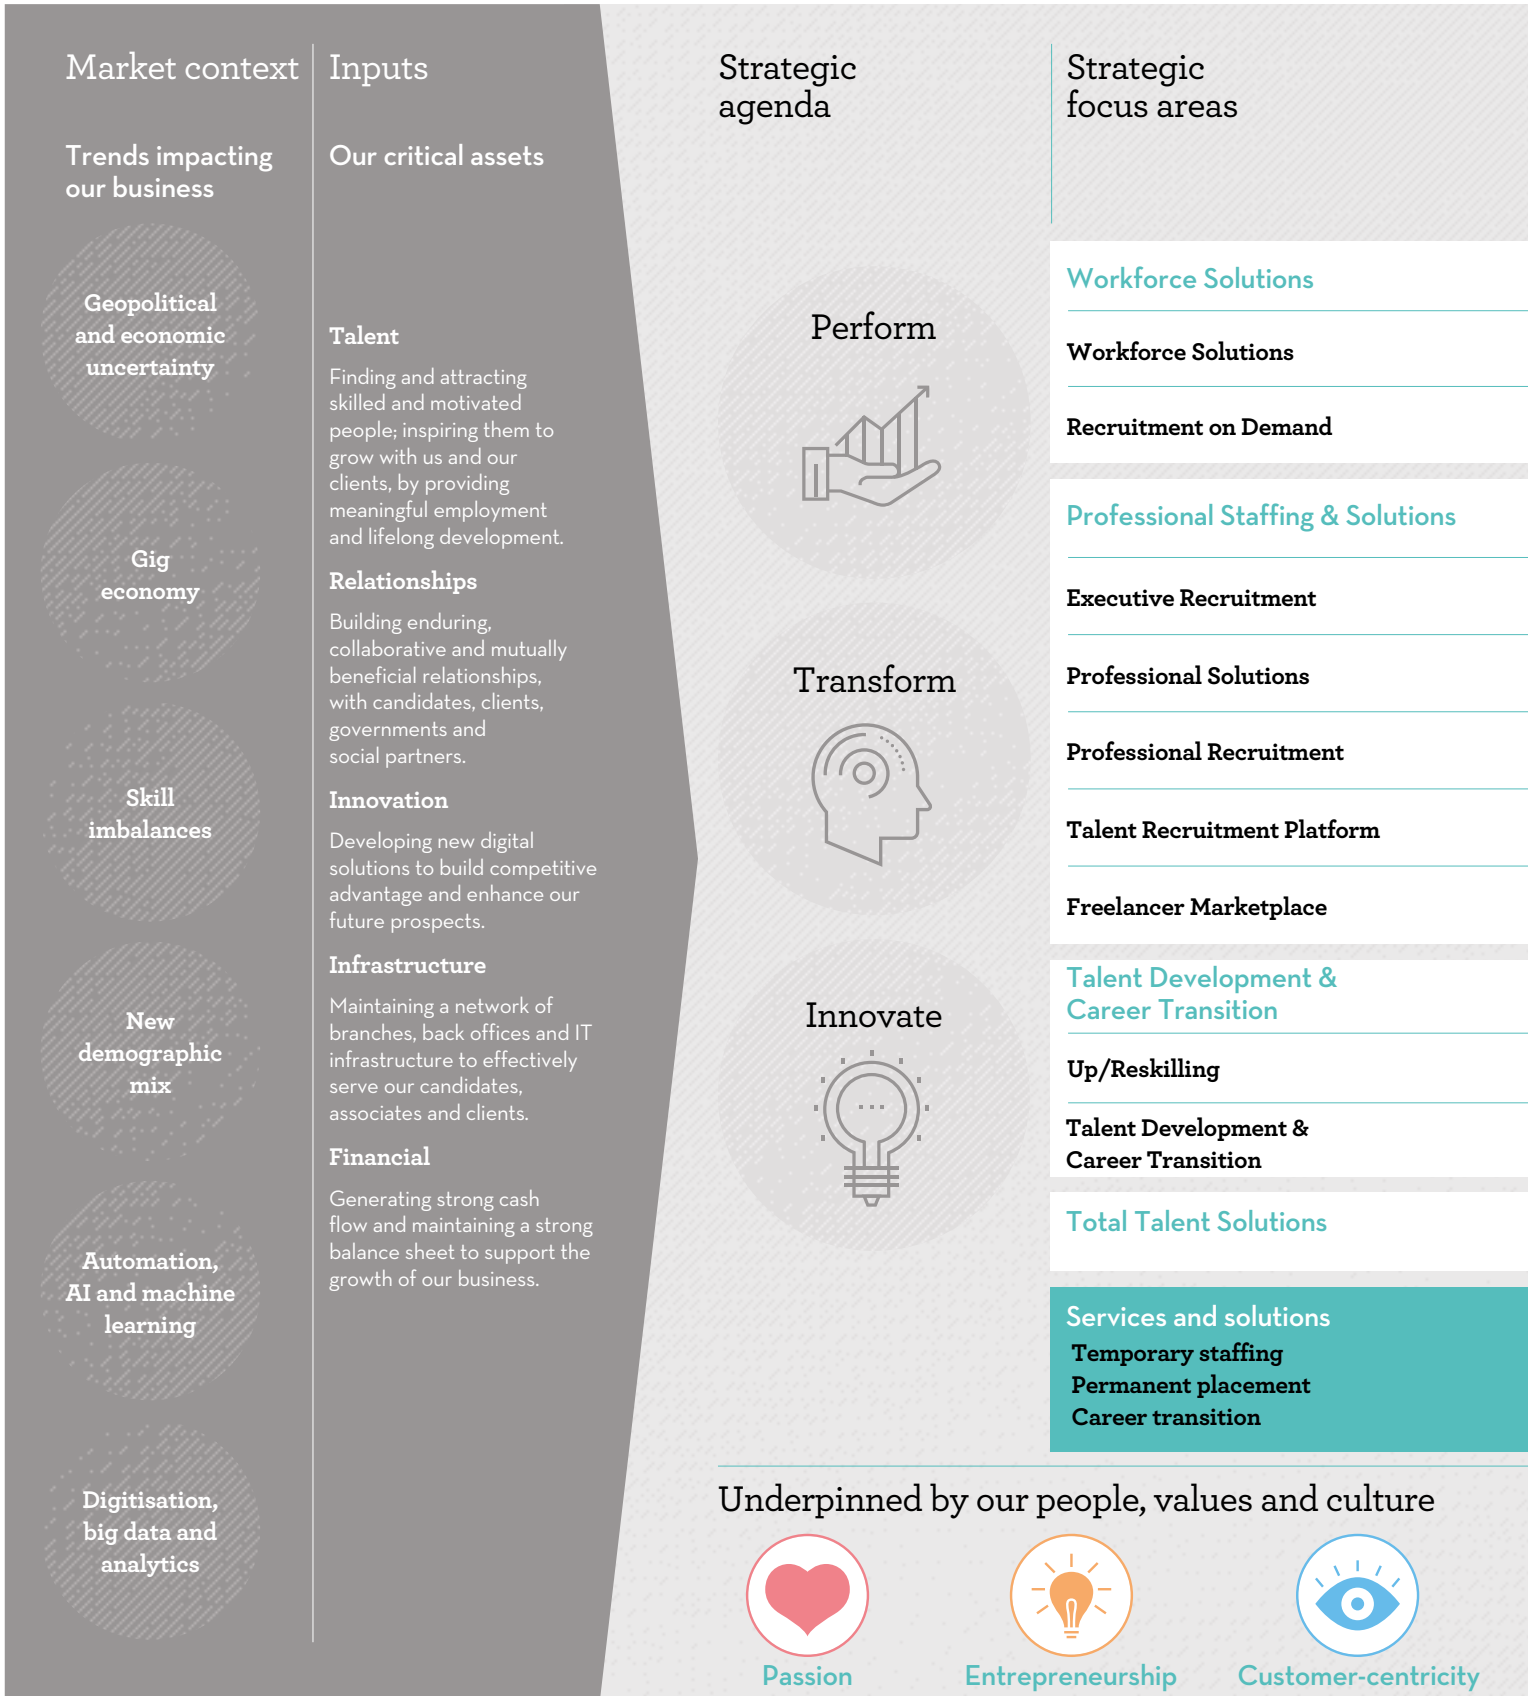 Market context
Trends impacting
our business
Geopolitical
and economic
uncertainty
Gig
economy
Skill
imbalances
New
demographic
mix
Automation,
AI and machine
learning
Digitisation,
big data and
analytics
Inputs
Our critical assets
Talent
Finding and attracting
skilled and motivated
people; inspiring them to
grow with us and our
clients, by providing
meaningful employment
and lifelong development.
Relationships
Building enduring,
collaborative and mutually
beneficial relationships,
with candidates, clients,
governments and
social partners.
Innovation
Developing new digital
solutions to build competitive
advantage and enhance our
future prospects.
Infrastructure
Maintaining a network of
branches, back offices and IT
infrastructure to effectively
serve our candidates,
associates and clients.
Financial
Generating strong cash
flow and maintaining a strong
balance sheet to support the
growth of our business.
Strategic
agenda
Perform
Transform
Innovate
Strategic
focus areas
Workforce Solutions
Workforce Solutions
Recruitment on Demand
Professional Staffing & Solutions
Executive Recruitment
Professional Solutions
Professional Recruitment
Talent Recruitment Platform
Freelancer Marketplace
Talent Development &
Career Transition
Up/Reskilling
Talent Development &
Career Transition
Total Talent Solutions
Services and solutions
Temporary staffing
Permanent placement
Career transition
Underpinned by our people, values and culture
Passion
Entrepreneurship
Customer-centricity